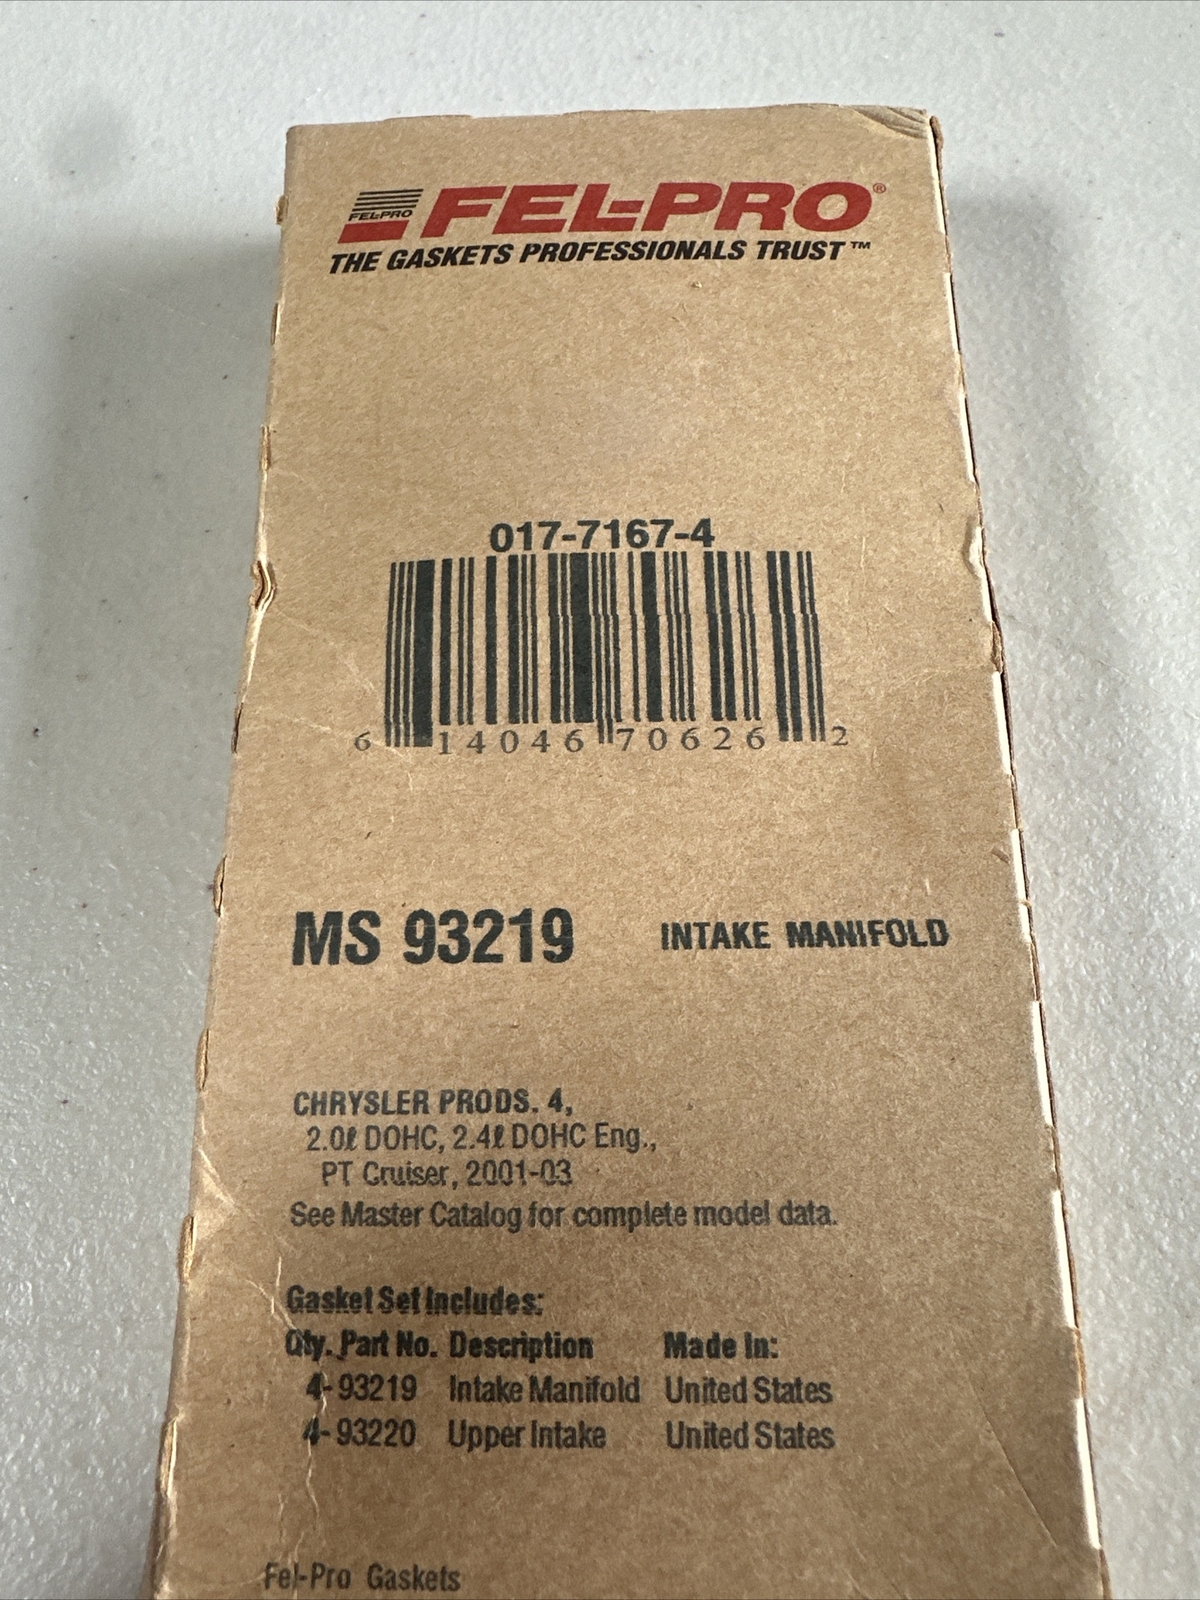 FEL-PRO FEL-PRO®
THE GASKETS PROFESSIONALS TRUST™
017-7167-4
6 14046 70626 2
MS 93219 INTAKE MANIFOLD
CHRYSLER PRODS. 4,
2.0ℓ DOHC, 2.4ℓ DOHC Eng.,
PT Cruiser, 2001-03
See Master Catalog for complete model data.
Gasket Set Includes:
Qty. Part No. Description Made In:
4-93219 Intake Manifold United States
4-93220 Upper Intake United States
Fel-Pro Gaskets